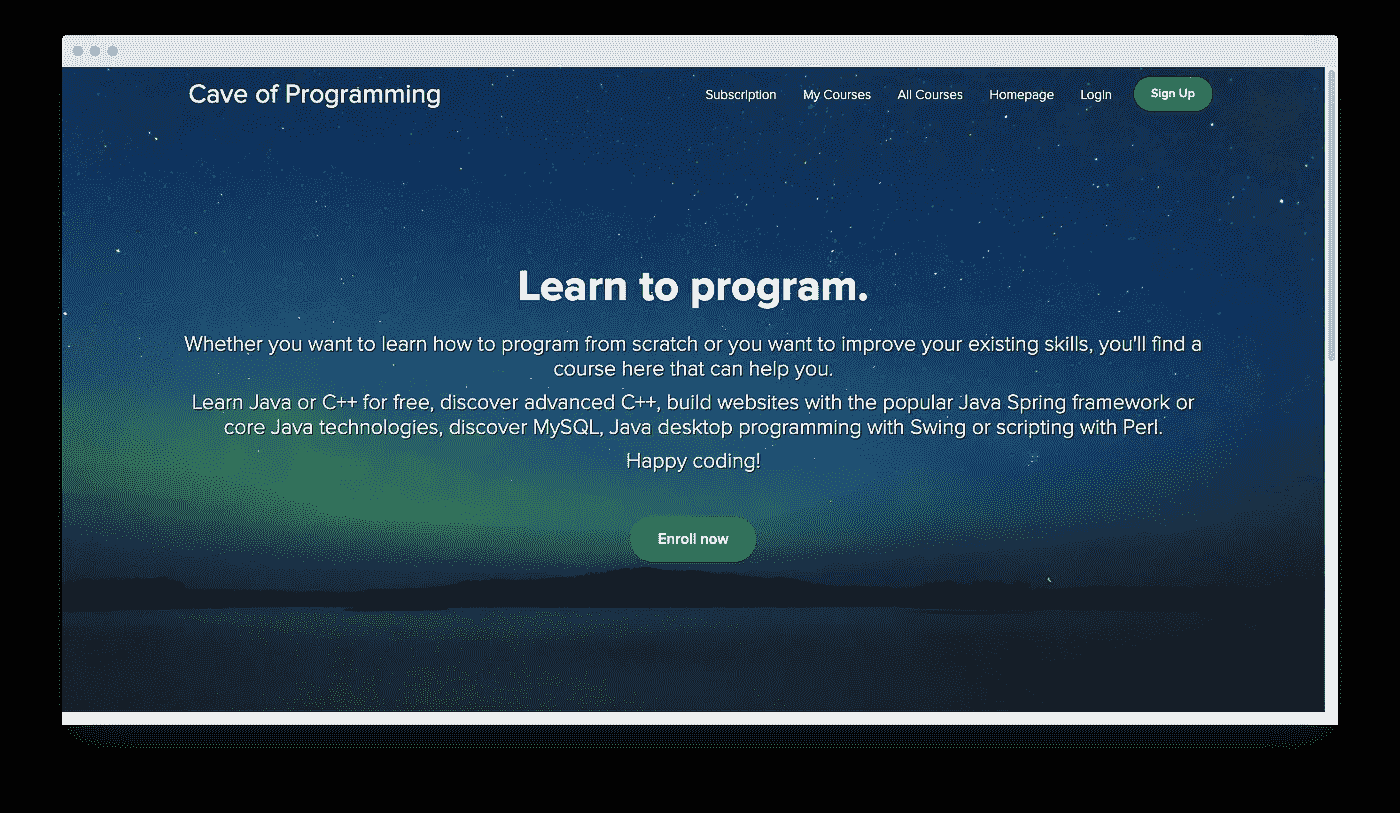 Cave of Programming
Subscription My Courses All Courses Homepage Login Sign Up
Learn to program.
Whether you want to learn how to program from scratch or you want to improve your existing skills, you'll find a
course here that can help you.
Learn Java or C++ for free, discover advanced C++, build websites with the popular Java Spring framework or
core Java technologies, discover MySQL, Java desktop programming with Swing or scripting with Perl.
Happy coding!
Enroll now